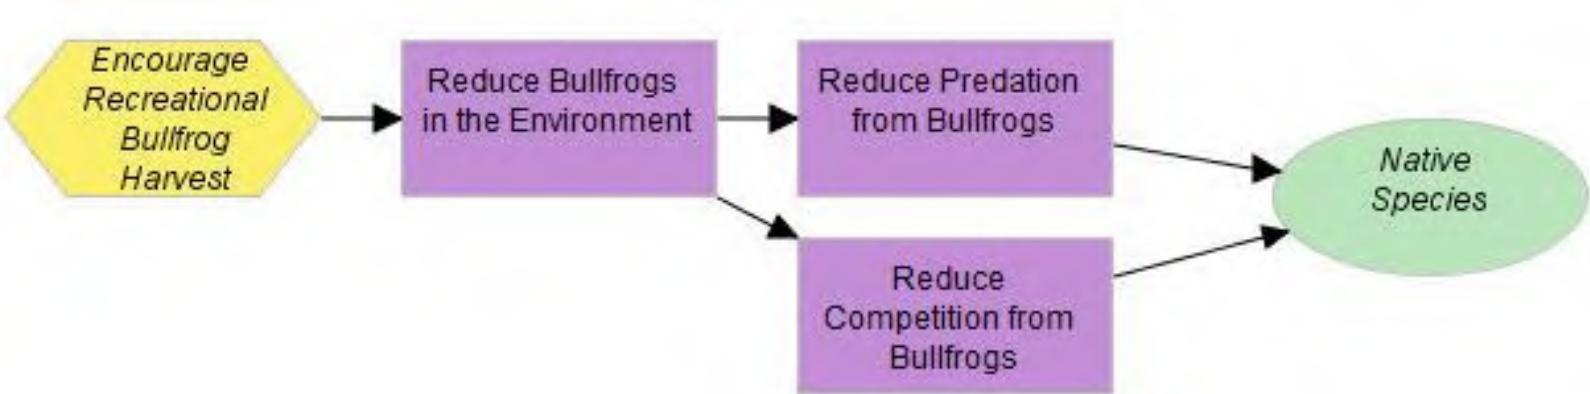 Encourage
Recreational
Bullfrog
Harvest
Reduce Bullfrogs
in the Environment
Reduce Predation
from Bullfrogs
Reduce
Competition from
Bullfrogs
Native
Species